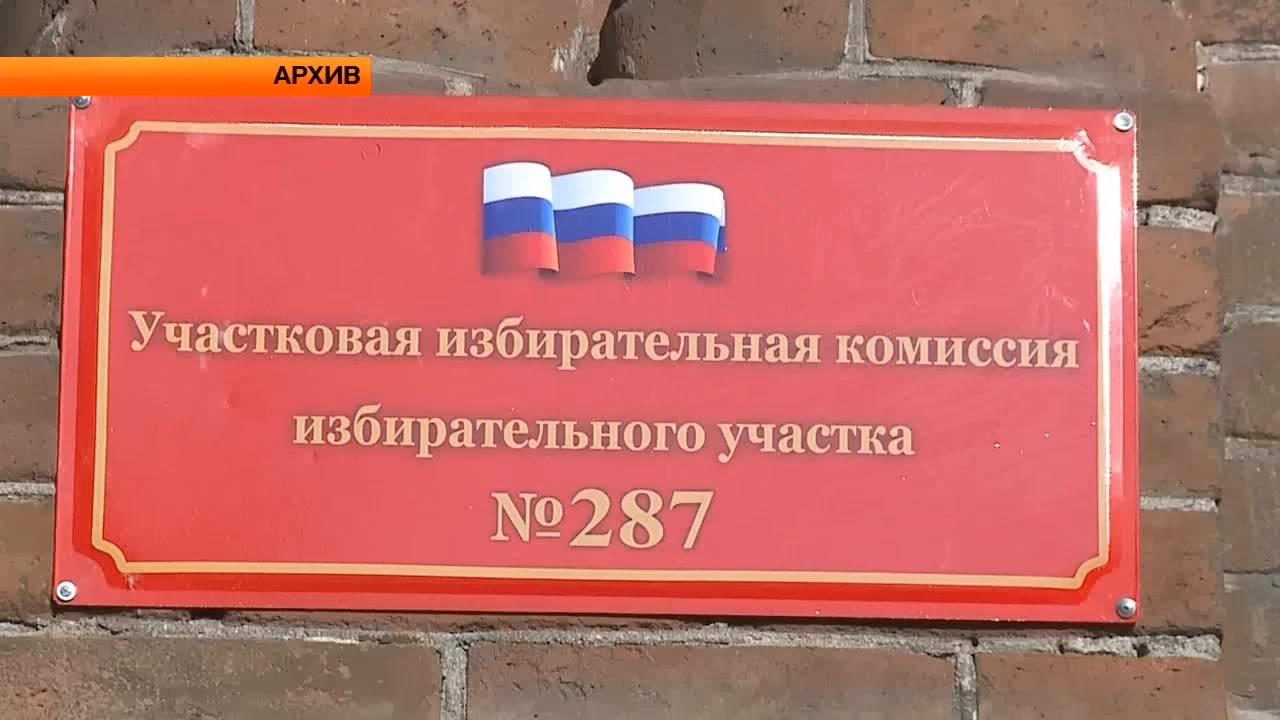 АРХИВ
Участковая избирательная комиссия
избирательного участка
№287